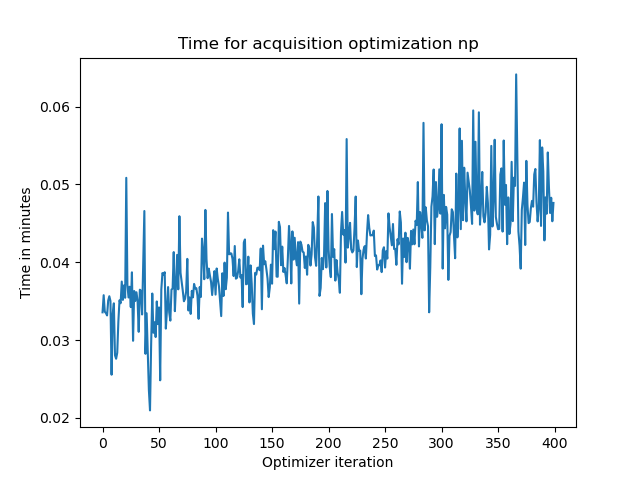 Time for acquisition optimization np
Time in minutes
0.06
0.05
0.04
0.03
0.02
0 50 100 150 200 250 300 350 400
Optimizer iteration